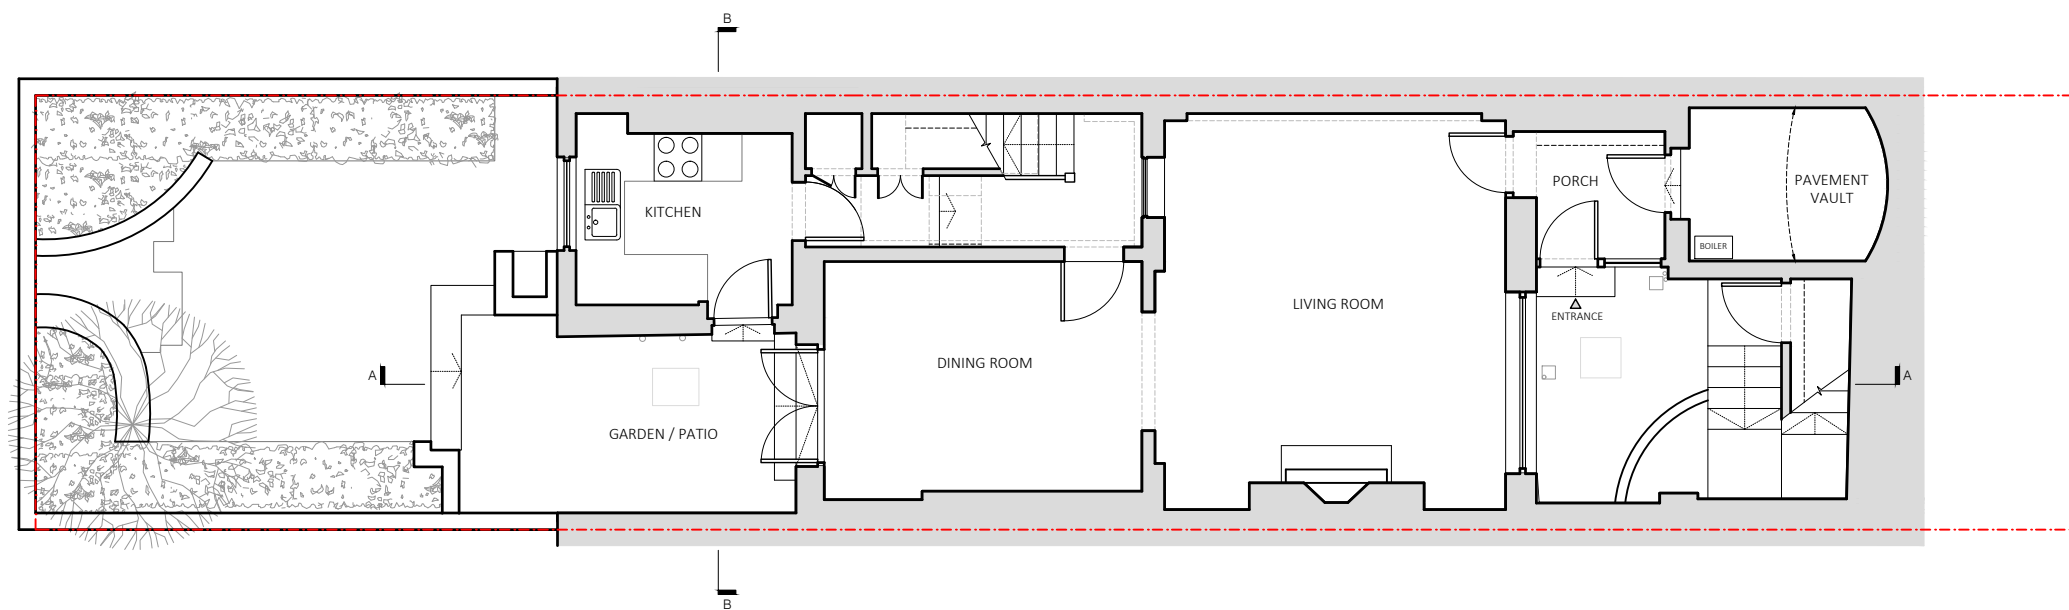 B
KITCHEN
PORCH
PAVEMENT
VAULT
BOILER
LIVING ROOM
ENTRANCE
DINING ROOM
A
A
GARDEN / PATIO
B